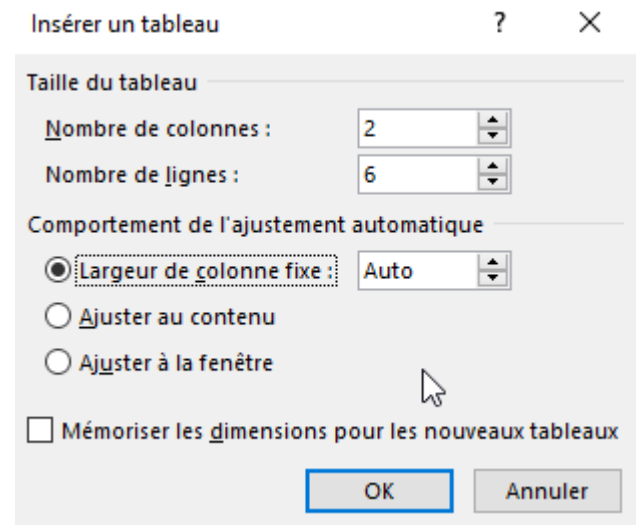 Insérer un tableau ?
Taille du tableau
Nombre de colonnes : 2
Nombre de lignes : 6
Comportement de l'ajustement automatique
Largeur de colonne fixe : Auto
Ajuster au contenu
Ajuster à la fenêtre
Mémoriser les dimensions pour les nouveaux tableaux
OK Annuler